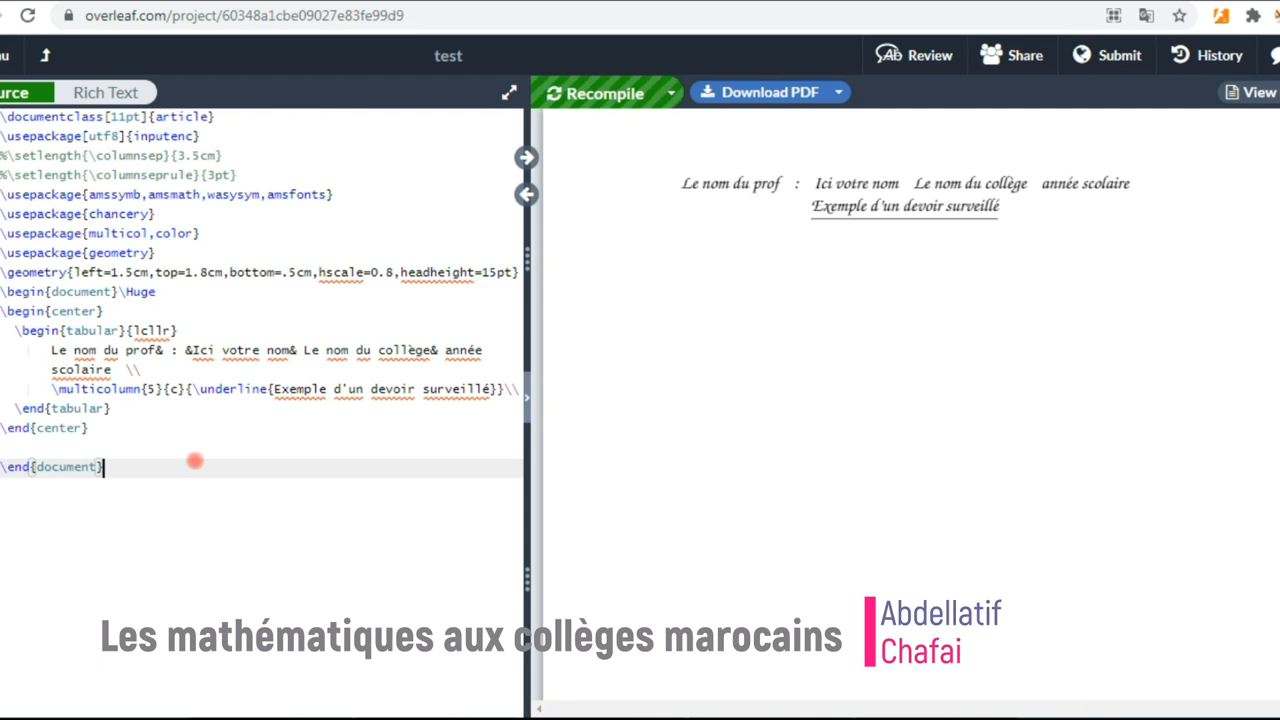 overleaf.com/project/60348a1cbe09027e83fe99d9
nu
test
Review
Share
Submit
History
urce
Rich Text
Recompile
Download PDF
View
\documentclass[11pt]{article}
\usepackage[utf8]{inputenc}
%\setlength{\columnsep}{3.5cm}
%\setlength{\columnseprule}{3pt}
\usepackage{amssymb,amsmath,wasysym,amsfonts}
\usepackage{chancery}
\usepackage{multicol,color}
\usepackage{geometry}
\geometry{left=1.5cm,top=1.8cm,bottom=.5cm,hscale=0.8,headheight=15pt}
\begin{document}\Huge
\begin{center}
\begin{tabular}{lcllr}
Le nom du prof& : &Ici votre nom& Le nom du collège& année
scolaire \\
\multicolumn{5}{c}{\underline{Exemple d'un devoir surveillé}}\\
\end{tabular}
\end{center}
\end{document}
Le nom du prof : Ici votre nom Le nom du collège année scolaire
Exemple d'un devoir surveillé
Les mathématiques aux collèges marocains
Abdellatif
Chafai